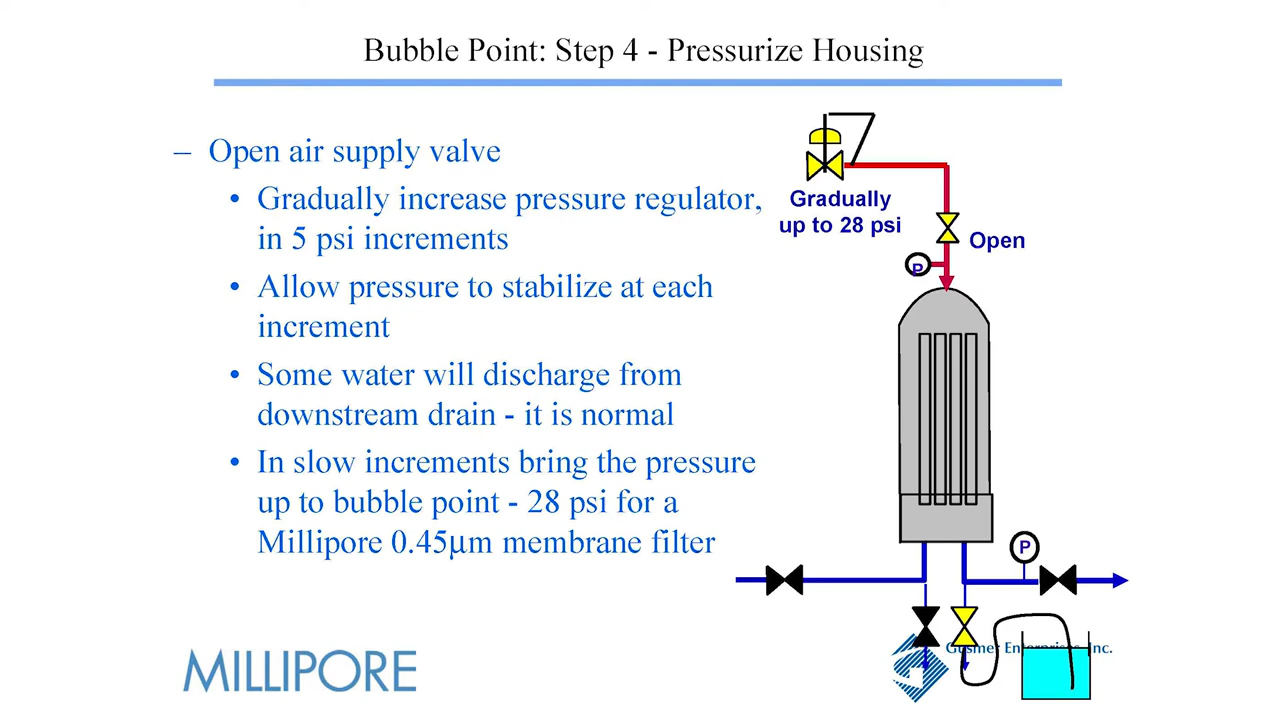 Bubble Point: Step 4 - Pressurize Housing
– Open air supply valve
• Gradually increase pressure regulator,
in 5 psi increments
• Allow pressure to stabilize at each
increment
• Some water will discharge from
downstream drain - it is normal
• In slow increments bring the pressure
up to bubble point - 28 psi for a
Millipore 0.45μm membrane filter
Gradually
up to 28 psi
Open
P
P
Gusmer Enterprises, Inc.
MILLIPORE